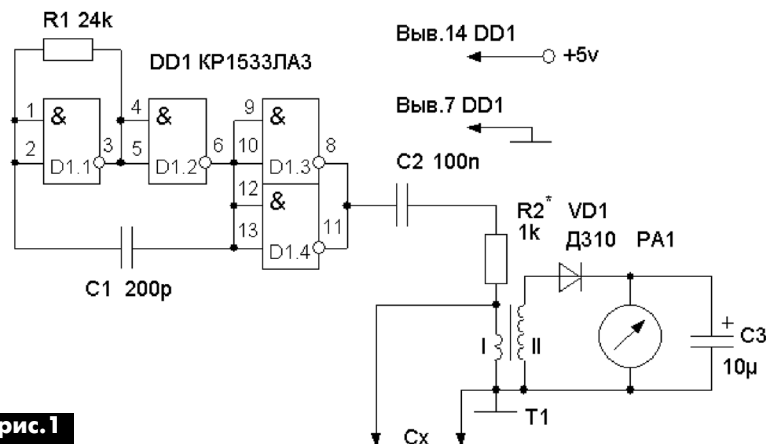 R1 24k
DD1 КР1533ЛА3
Выв.14 DD1
+5v
Выв.7 DD1
1
2
&
D1.1
3
4
5
&
D1.2
6
9
10
&
D1.3
8
12
13
&
D1.4
11
C1 200p
C2 100n
R2*
1k
VD1
Д310
PA1
I
II
T1
+
C3
10µ
Cx
рис.1